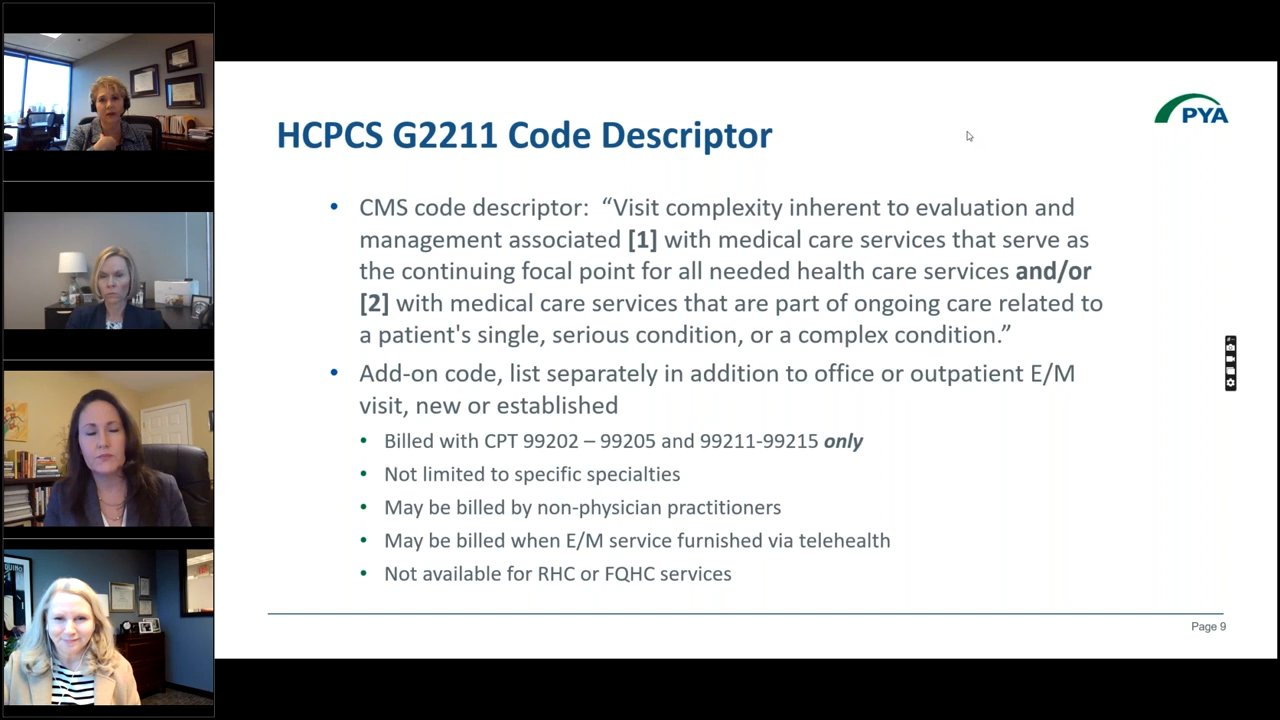 PYA
HCPCS G2211 Code Descriptor
• CMS code descriptor: “Visit complexity inherent to evaluation and
management associated [1] with medical care services that serve as
the continuing focal point for all needed health care services and/or
[2] with medical care services that are part of ongoing care related to
a patient's single, serious condition, or a complex condition.”
• Add-on code, list separately in addition to office or outpatient E/M
visit, new or established
• Billed with CPT 99202 – 99205 and 99211-99215 only
• Not limited to specific specialties
• May be billed by non-physician practitioners
• May be billed when E/M service furnished via telehealth
• Not available for RHC or FQHC services
Page 9